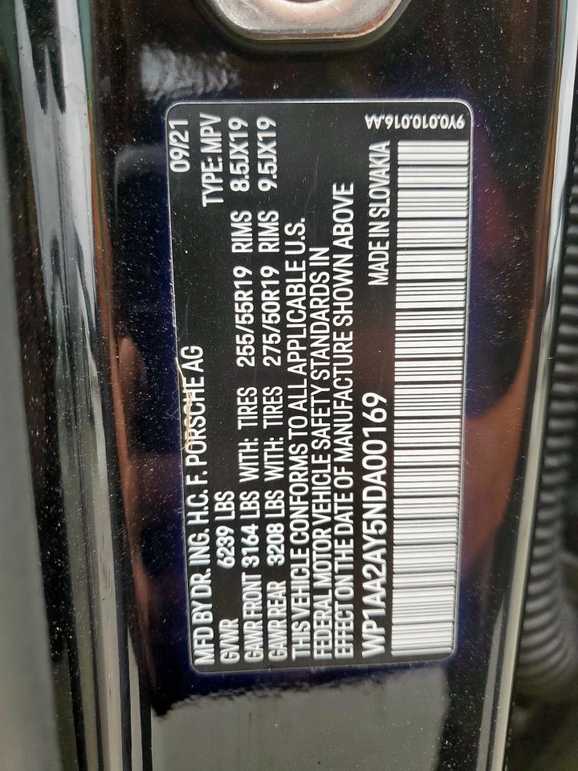 MFD BY DR. ING. H.C. F. PORSCHE AG 09/21
GVWR 6239 LBS TYPE: MPV
GAWR FRONT 3164 LBS WITH: TIRES 255/55R19 RIMS 8.5JX19
GAWR REAR 3208 LBS WITH: TIRES 275/50R19 RIMS 9.5JX19
THIS VEHICLE CONFORMS TO ALL APPLICABLE U.S.
FEDERAL MOTOR VEHICLE SAFETY STANDARDS IN
EFFECT ON THE DATE OF MANUFACTURE SHOWN ABOVE
WP1AA2AY5NDA00169 MADE IN SLOVAKIA
9Y0.010.016.AA